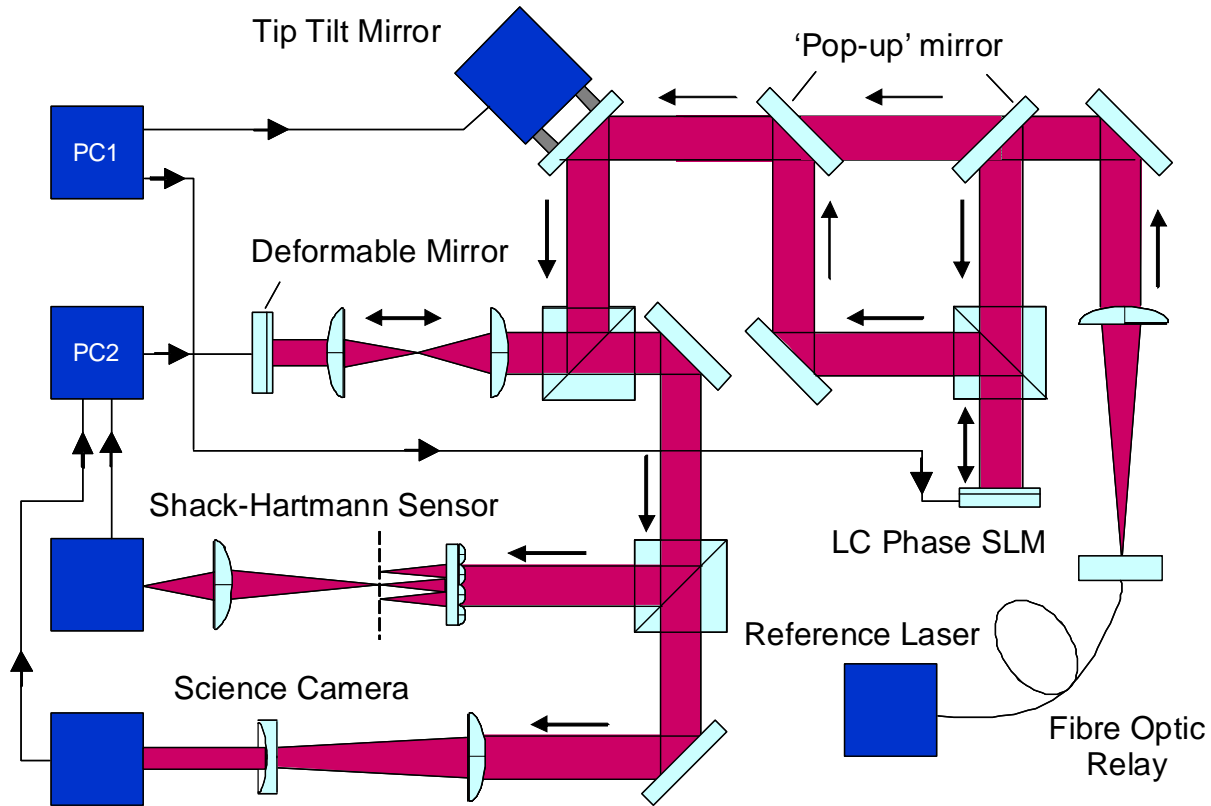 Tip Tilt Mirror
‘Pop-up’ mirror
PC1
Deformable Mirror
PC2
Shack-Hartmann Sensor
LC Phase SLM
Reference Laser
Science Camera
Fibre Optic
Relay